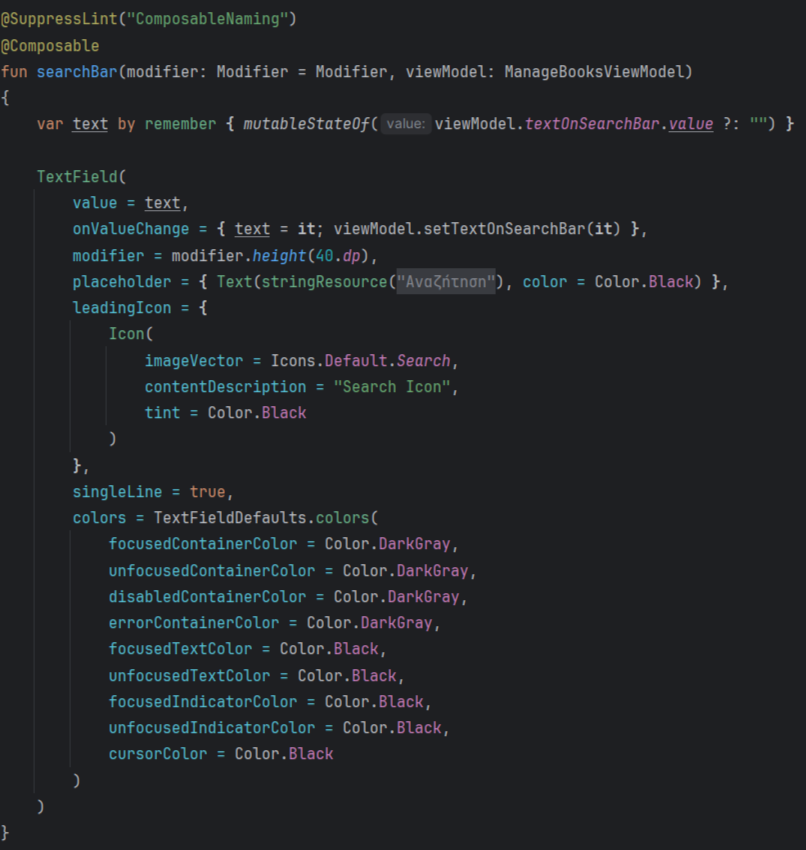 @SuppressLint("ComposableNaming")
@Composable
fun searchBar(modifier: Modifier = Modifier, viewModel: ManageBooksViewModel)
{
    var text by remember { mutableStateOf( value: viewModel.textOnSearchBar.value ?: "") }
    TextField(
        value = text,
        onValueChange = { text = it; viewModel.setTextOnSearchBar(it) },
        modifier = modifier.height(40.dp),
        placeholder = { Text(stringResource("Αναζήτηση"), color = Color.Black) },
        leadingIcon = {
            Icon(
                imageVector = Icons.Default.Search,
                contentDescription = "Search Icon",
                tint = Color.Black
            )
        },
        singleLine = true,
        colors = TextFieldDefaults.colors(
            focusedContainerColor = Color.DarkGray,
            unfocusedContainerColor = Color.DarkGray,
            disabledContainerColor = Color.DarkGray,
            errorContainerColor = Color.DarkGray,
            focusedTextColor = Color.Black,
            unfocusedTextColor = Color.Black,
            focusedIndicatorColor = Color.Black,
            unfocusedIndicatorColor = Color.Black,
            cursorColor = Color.Black
        )
    )
}